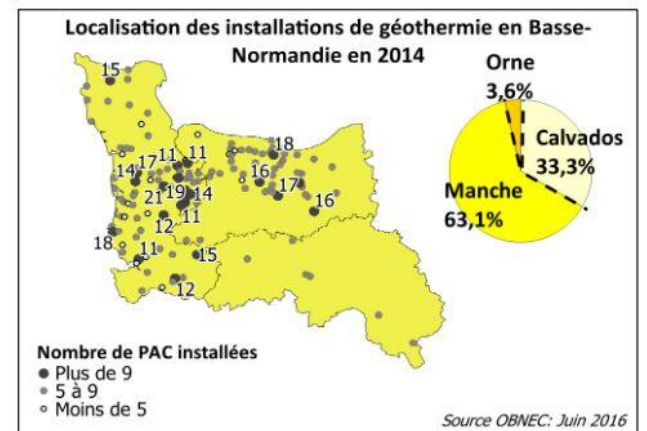 Localisation des installations de géothermie en Basse-
Normandie en 2014
15
17
11
11
14
21
19
14
11
12
18
11
15
12
18
16
17
16
Orne
3,6%
Calvados
33,3%
Manche
63,1%
Nombre de PAC installées
Plus de 9
5 à 9
Moins de 5
Source OBNEC: Juin 2016